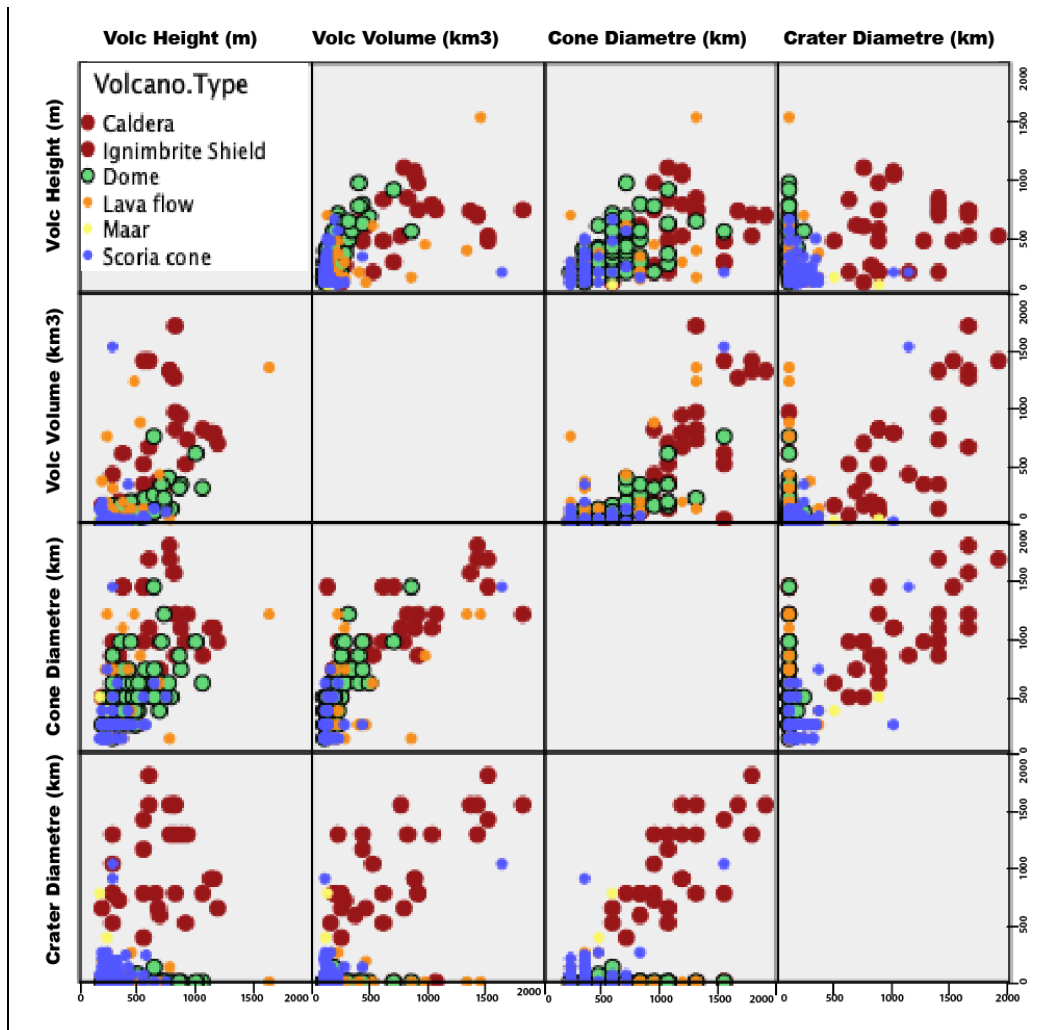 Volc Height (m) Volc Volume (km3) Cone Diametre (km) Crater Diametre (km)
Volc Height (m)
Volcano.Type
Caldera
Ignimbrite Shield
Dome
Lava flow
Maar
Scoria cone
2000
1500
1000
500
0
Volc Volume (km3)
2000
1500
1000
500
0
Cone Diametre (km)
2000
1500
1000
500
0
Crater Diametre (km)
2000
1500
1000
500
0
0 500 1000 1500 2000 0 500 1000 1500 2000 0 500 1000 1500 2000 0 500 1000 1500 2000